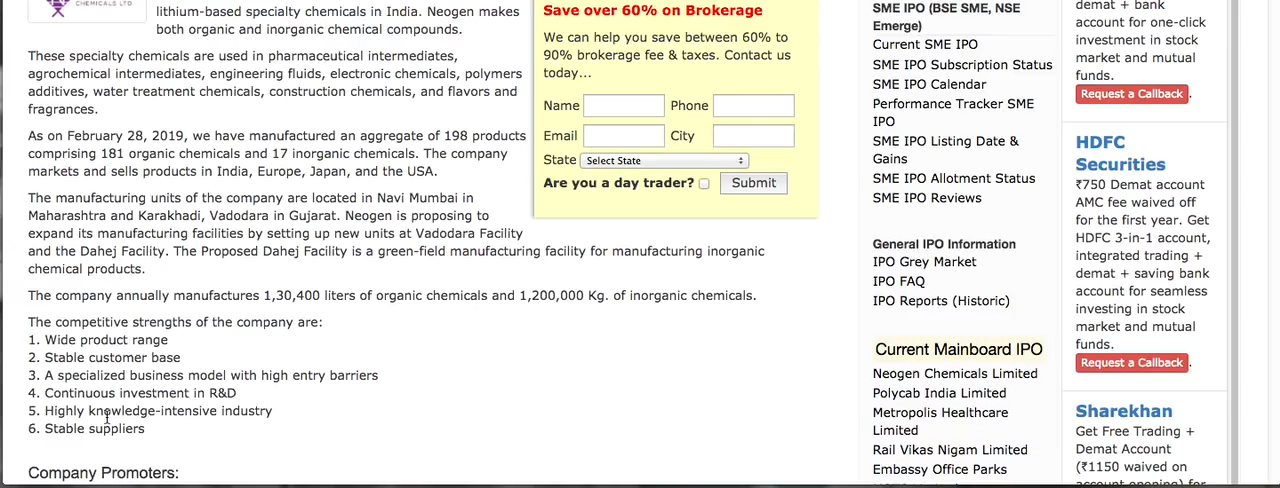 CHEMICALS LTD.
lithium-based specialty chemicals in India. Neogen makes
both organic and inorganic chemical compounds.
These specialty chemicals are used in pharmaceutical intermediates,
agrochemical intermediates, engineering fluids, electronic chemicals, polymers
additives, water treatment chemicals, construction chemicals, and flavors and
fragrances.
As on February 28, 2019, we have manufactured an aggregate of 198 products
comprising 181 organic chemicals and 17 inorganic chemicals. The company
markets and sells products in India, Europe, Japan, and the USA.
The manufacturing units of the company are located in Navi Mumbai in
Maharashtra and Karakhadi, Vadodara in Gujarat. Neogen is proposing to
expand its manufacturing facilities by setting up new units at Vadodara Facility
and the Dahej Facility. The Proposed Dahej Facility is a green-field manufacturing facility for manufacturing inorganic
chemical products.
The company annually manufactures 1,30,400 liters of organic chemicals and 1,200,000 Kg. of inorganic chemicals.
The competitive strengths of the company are:
1. Wide product range
2. Stable customer base
3. A specialized business model with high entry barriers
4. Continuous investment in R&D
5. Highly knowledge-intensive industry
6. Stable suppliers
Company Promoters:
Save over 60% on Brokerage
We can help you save between 60% to
90% brokerage fee & taxes. Contact us
today...
Name Phone
Email City
State Select State
Are you a day trader? Submit
SME IPO (BSE SME, NSE
Emerge)
Current SME IPO
SME IPO Subscription Status
SME IPO Calendar
Performance Tracker SME
IPO
SME IPO Listing Date &
Gains
SME IPO Allotment Status
SME IPO Reviews
General IPO Information
IPO Grey Market
IPO FAQ
IPO Reports (Historic)
Current Mainboard IPO
Neogen Chemicals Limited
Polycab India Limited
Metropolis Healthcare
Limited
Rail Vikas Nigam Limited
Embassy Office Parks
demat + bank
account for one-click
investment in stock
market and mutual
funds.
Request a Callback.
HDFC
Securities
₹750 Demat account
AMC fee waived off
for the first year. Get
HDFC 3-in-1 account,
integrated trading +
demat + saving bank
account for seamless
investing in stock
market and mutual
funds.
Request a Callback.
Sharekhan
Get Free Trading +
Demat Account
(₹1150 waived on
account opening) for